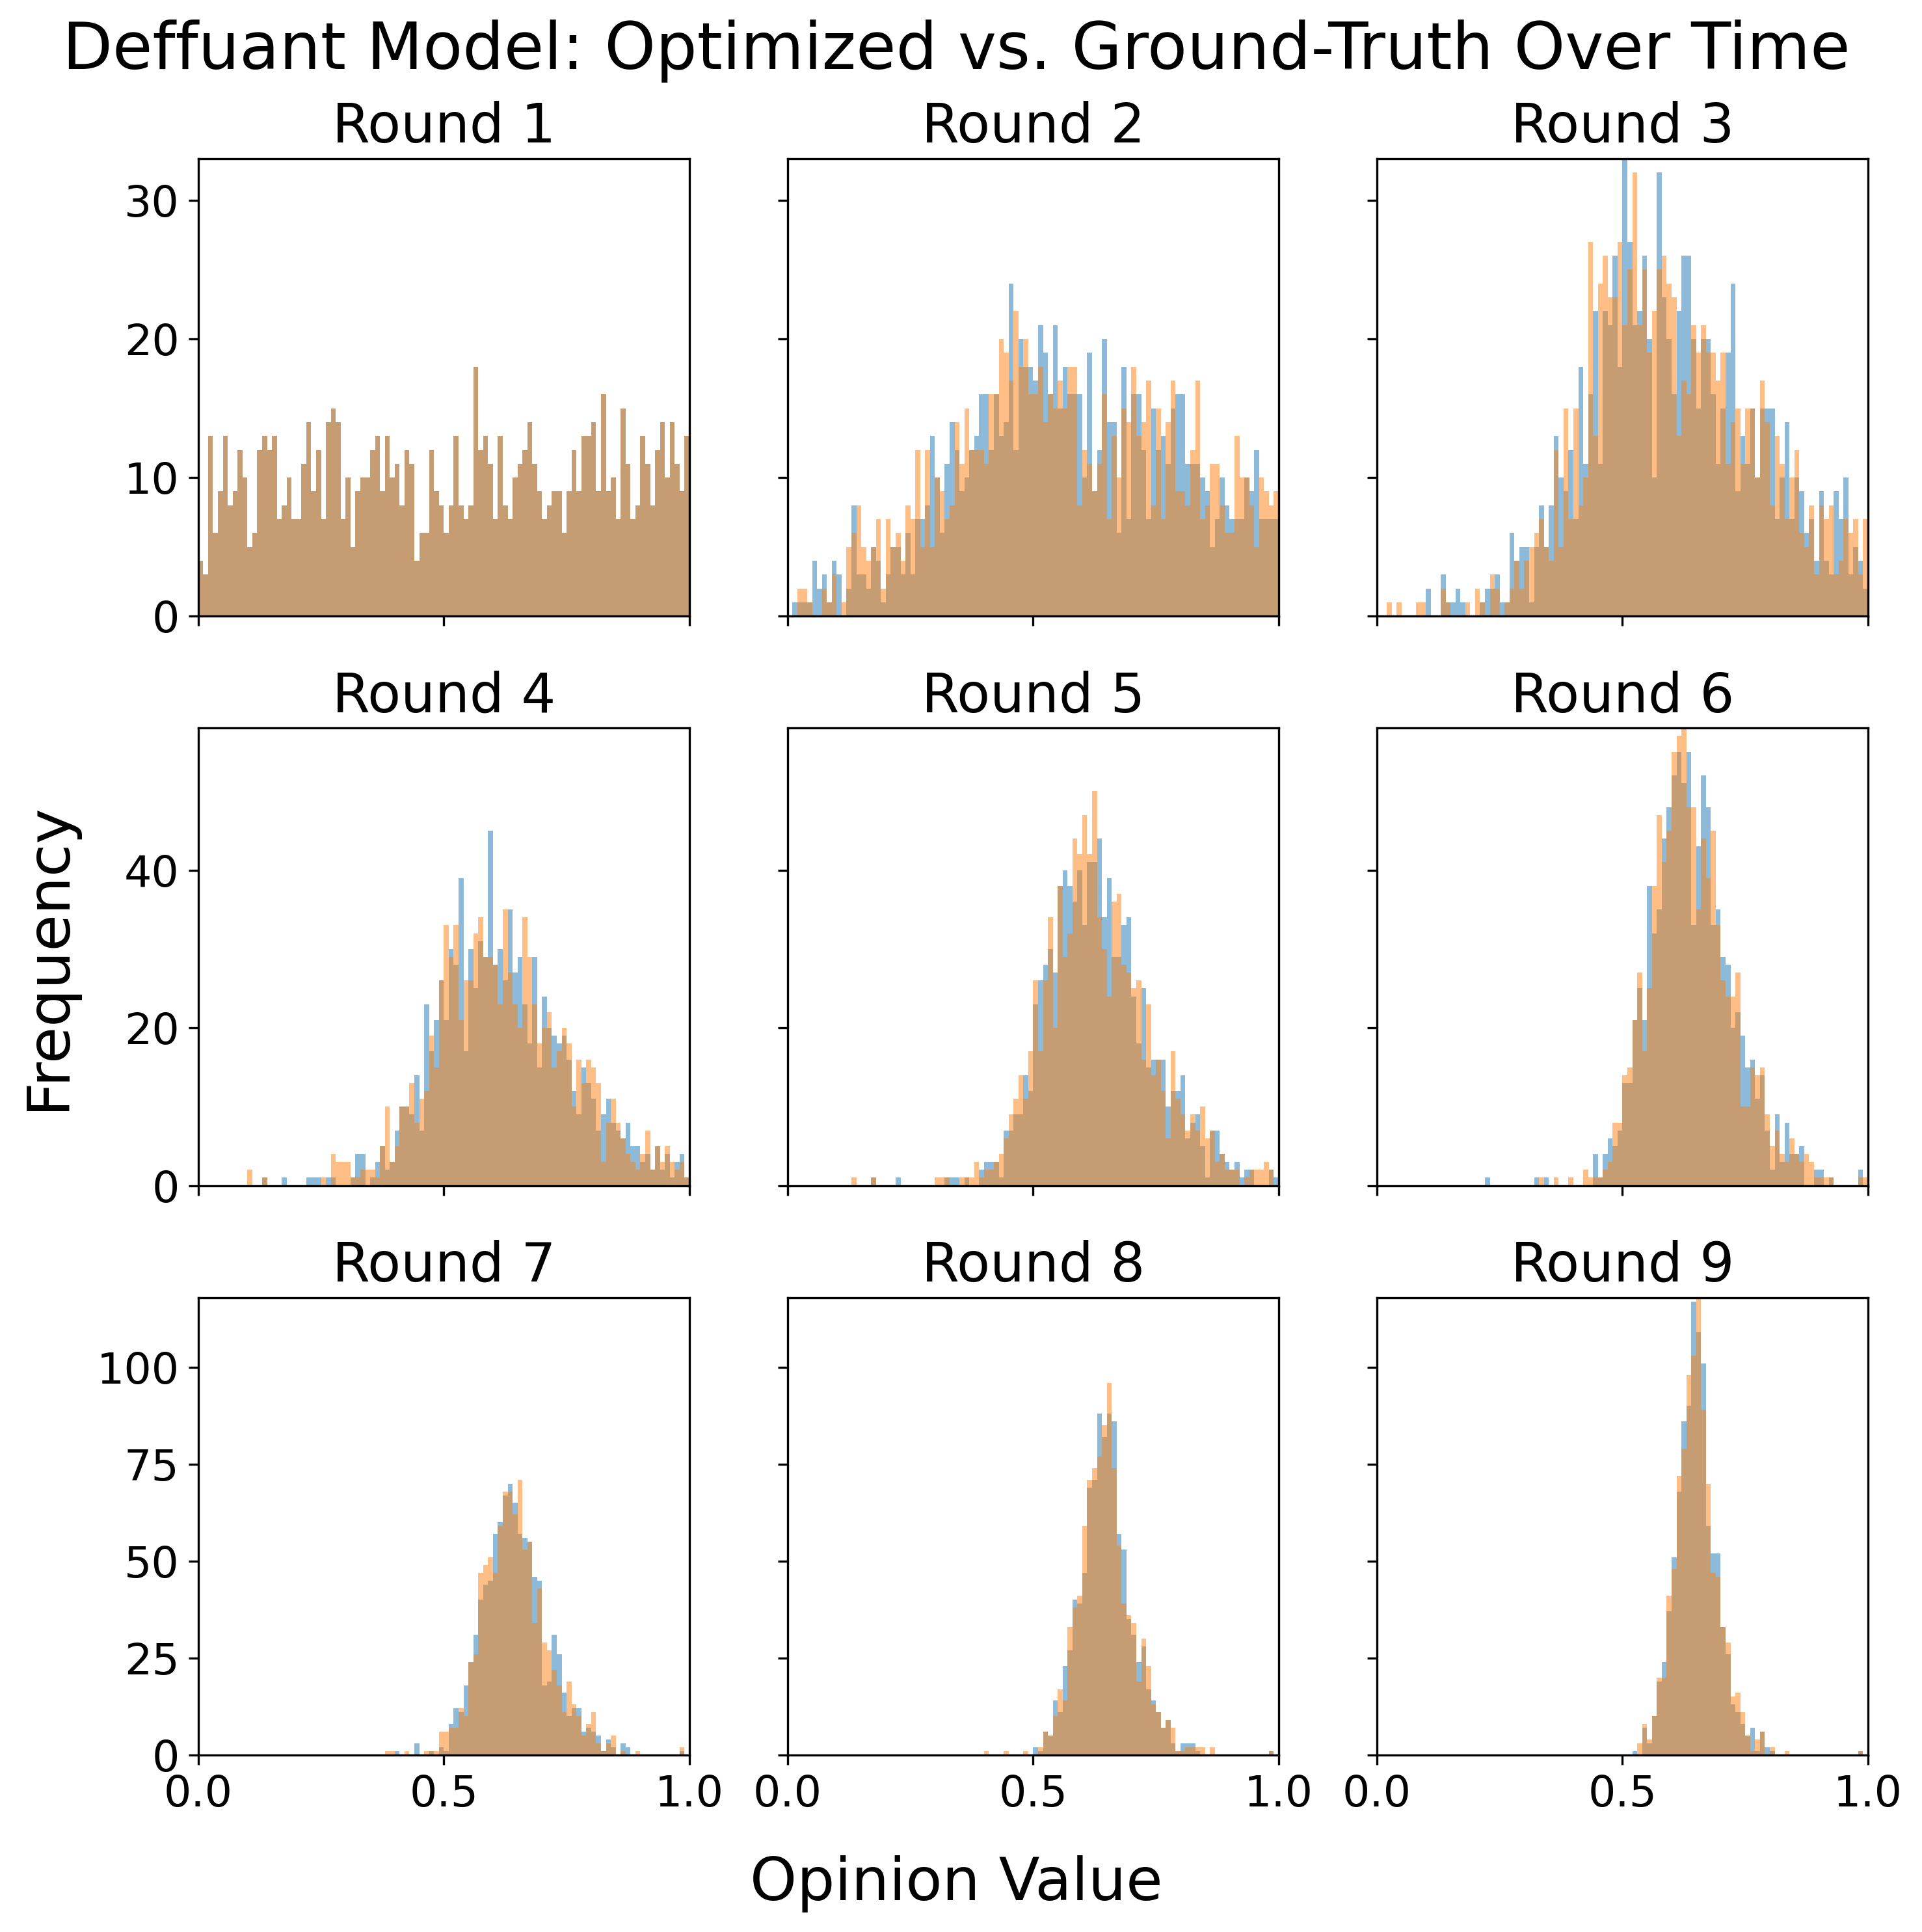 Deffuant Model: Optimized vs. Ground-Truth Over Time
Round 1
Round 2
Round 3
30
20
10
0
Round 4
Round 5
Round 6
40
20
0
Frequency
Round 7
Round 8
Round 9
100
75
50
25
0
0.0 0.5 1.0 0.0 0.5 1.0 0.0 0.5 1.0
Opinion Value